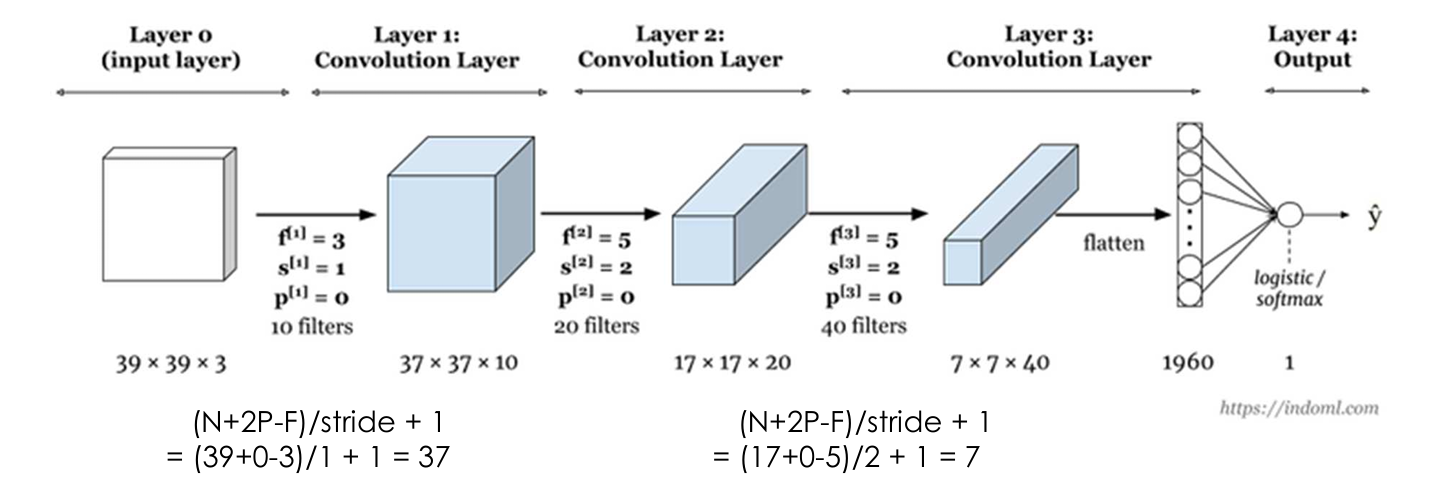 Layer 0
(input layer)
Layer 1:
Convolution Layer
Layer 2:
Convolution Layer
Layer 3:
Convolution Layer
Layer 4:
Output
f[1] = 3
s[1] = 1
p[1] = 0
10 filters
f[2] = 5
s[2] = 2
p[2] = 0
20 filters
f[3] = 5
s[3] = 2
p[3] = 0
40 filters
flatten
ŷ
logistic /
softmax
39 × 39 × 3
37 × 37 × 10
17 × 17 × 20
7 × 7 × 40
1960
1
https://indoml.com
(N+2P-F)/stride + 1
= (39+0-3)/1 + 1 = 37
(N+2P-F)/stride + 1
= (17+0-5)/2 + 1 = 7